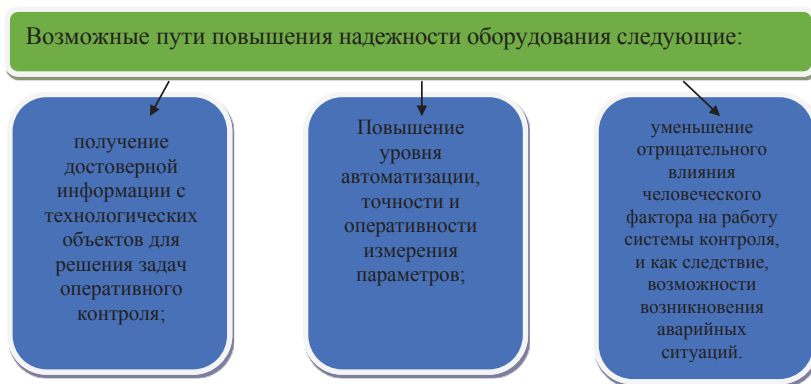 Возможные пути повышения надежности оборудования следующие:
получение
достоверной
информации с
технологических
объектов для
решения задач
оперативного
контроля;
Повышение
уровня
автоматизации,
точности и
оперативности
измерения
параметров;
уменьшение
отрицательного
влияния
человеческого
фактора на работу
системы контроля,
и как следствие,
возможности
возникновения
аварийных
ситуаций.